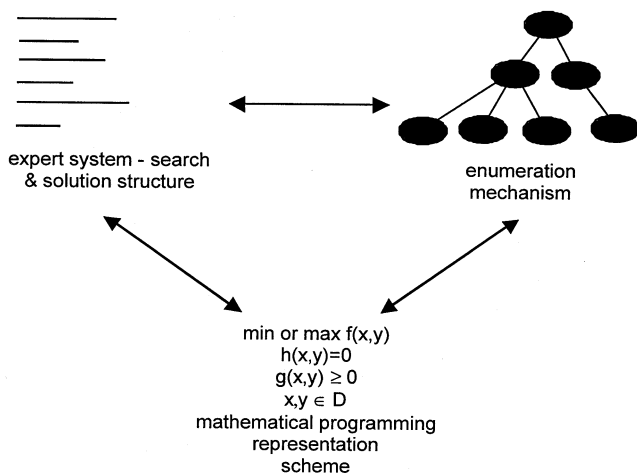 expert system - search
& solution structure
enumeration
mechanism
min or max f(x,y)
h(x,y)=0
g(x,y) ≥ 0
x,y ∈ D
mathematical programming
representation
scheme